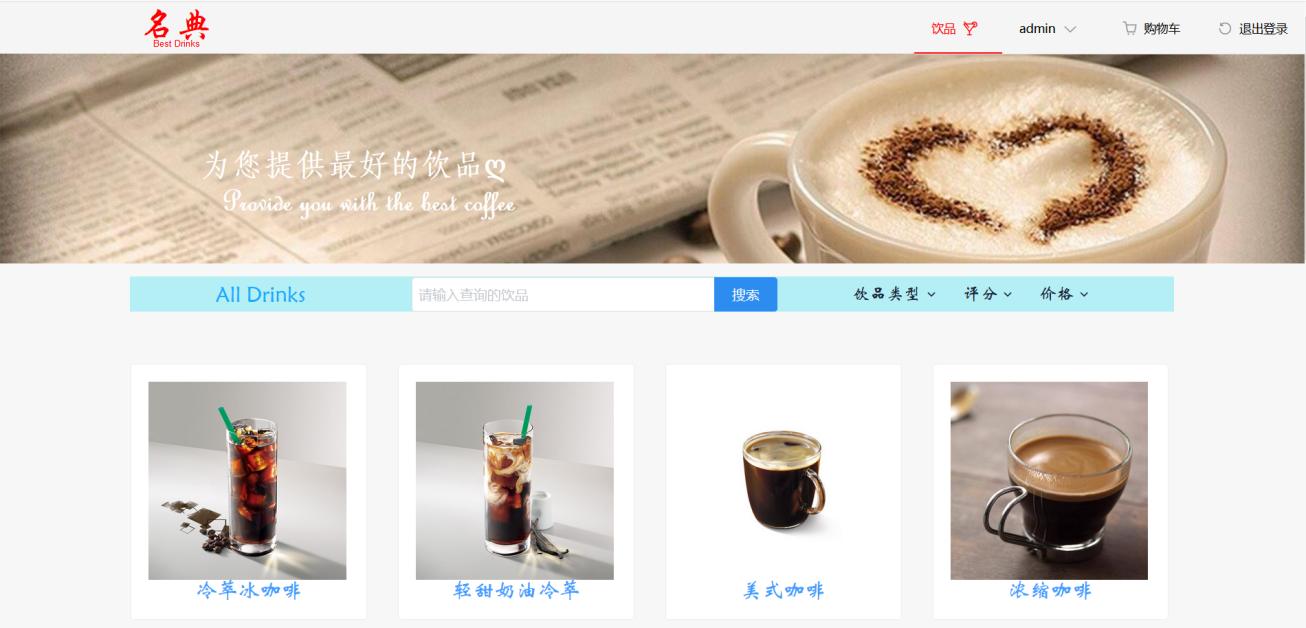 名典
Best Drinks
饮品
admin
购物车
退出登录
为您提供最好的饮品ღ
Provide you with the best coffee
All Drinks
请输入查询的饮品
搜索
饮品类型
评分
价格
冷萃冰咖啡
轻甜奶油冷萃
美式咖啡
浓缩咖啡